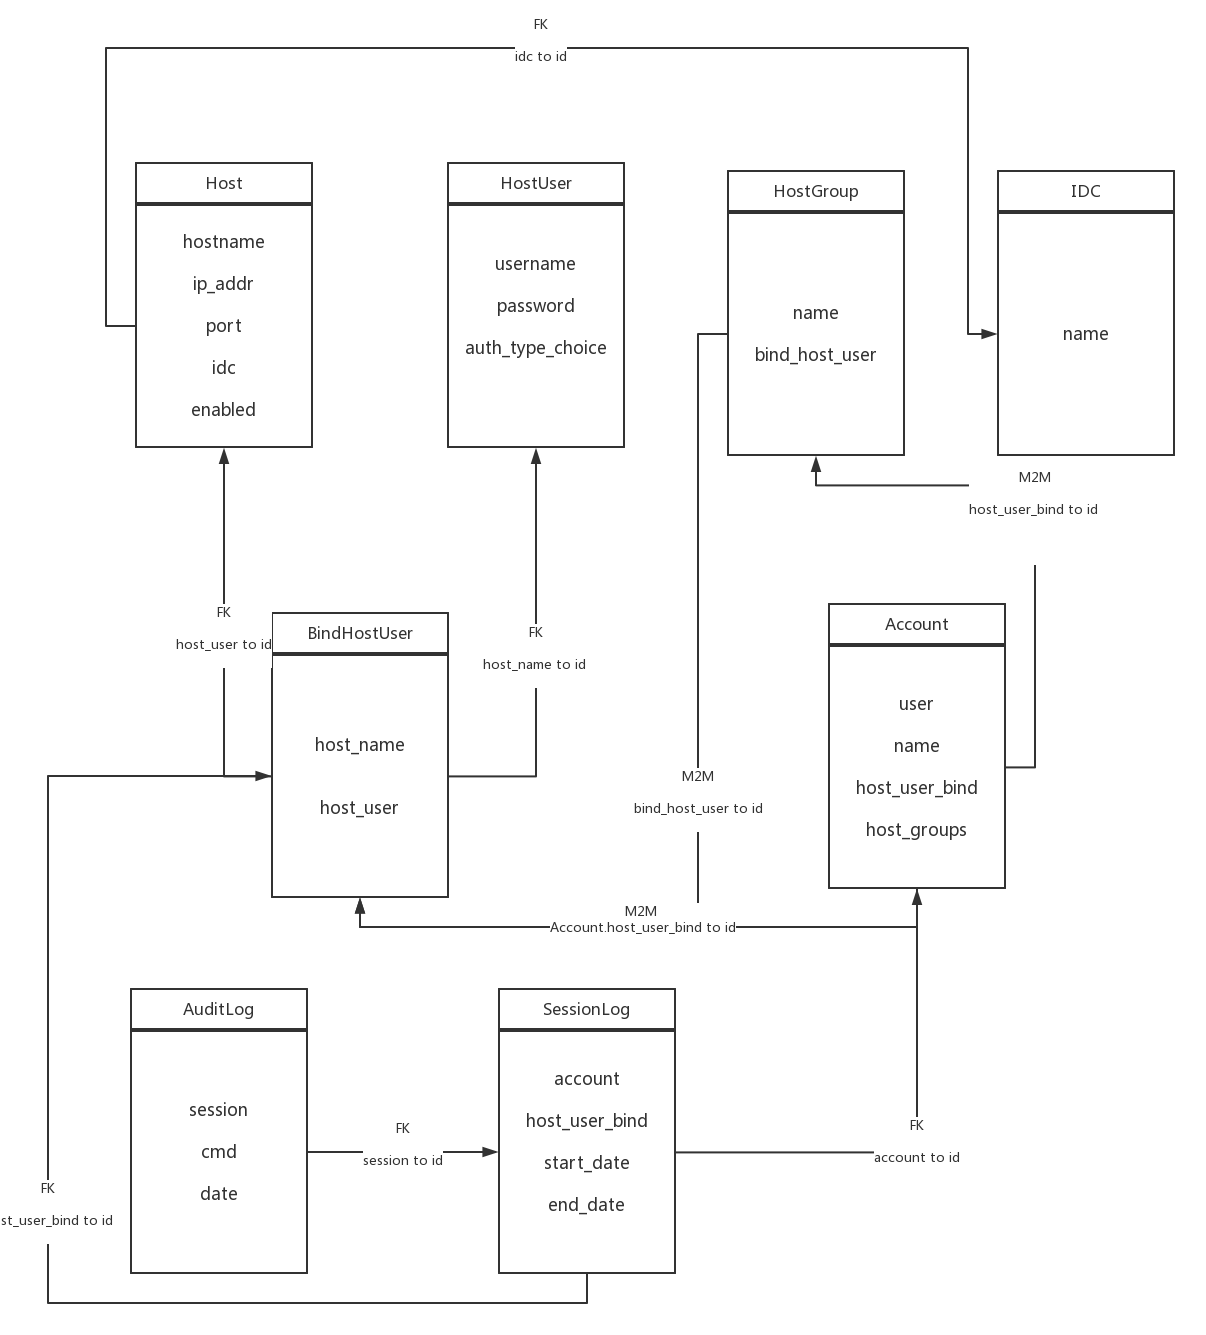 FK
idc to id
Host
hostname
ip_addr
port
idc
enabled
HostUser
username
password
auth_type_choice
HostGroup
name
bind_host_user
IDC
name
M2M
host_user_bind to id
FK
host_user to id
BindHostUser
host_name
host_user
FK
host_name to id
M2M
bind_host_user to id
Account
user
name
host_user_bind
host_groups
M2M
Account.host_user_bind to id
AuditLog
session
cmd
date
FK
session to id
SessionLog
account
host_user_bind
start_date
end_date
FK
account to id
FK
st_user_bind to id